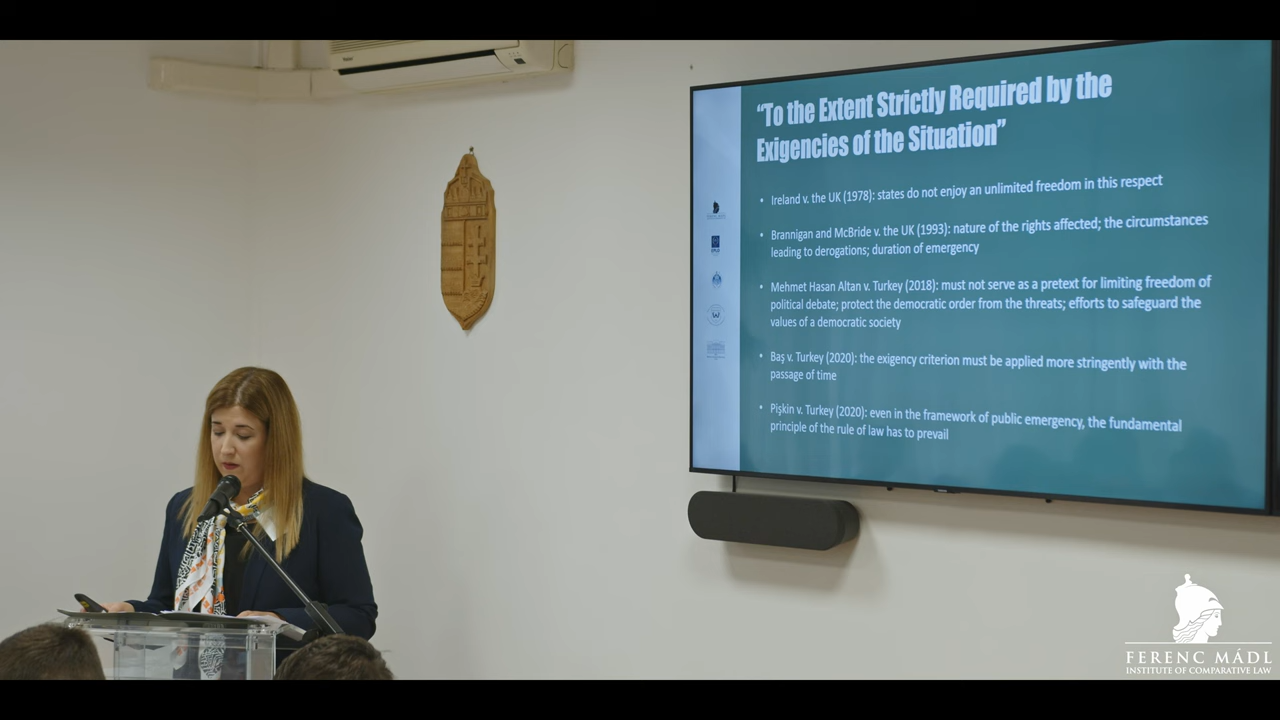 “To the Extent Strictly Required by the
Exigencies of the Situation”
• Ireland v. the UK (1978): states do not enjoy an unlimited freedom in this respect
• Brannigan and McBride v. the UK (1993): nature of the rights affected; the circumstances
leading to derogations; duration of emergency
• Mehmet Hasan Altan v. Turkey (2018): must not serve as a pretext for limiting freedom of
political debate; protect the democratic order from the threats; efforts to safeguard the
values of a democratic society
• Baş v. Turkey (2020): the exigency criterion must be applied more stringently with the
passage of time
• Pişkin v. Turkey (2020): even in the framework of public emergency, the fundamental
principle of the rule of law has to prevail
FERENC MÁDL
INSTITUTE OF COMPARATIVE LAW